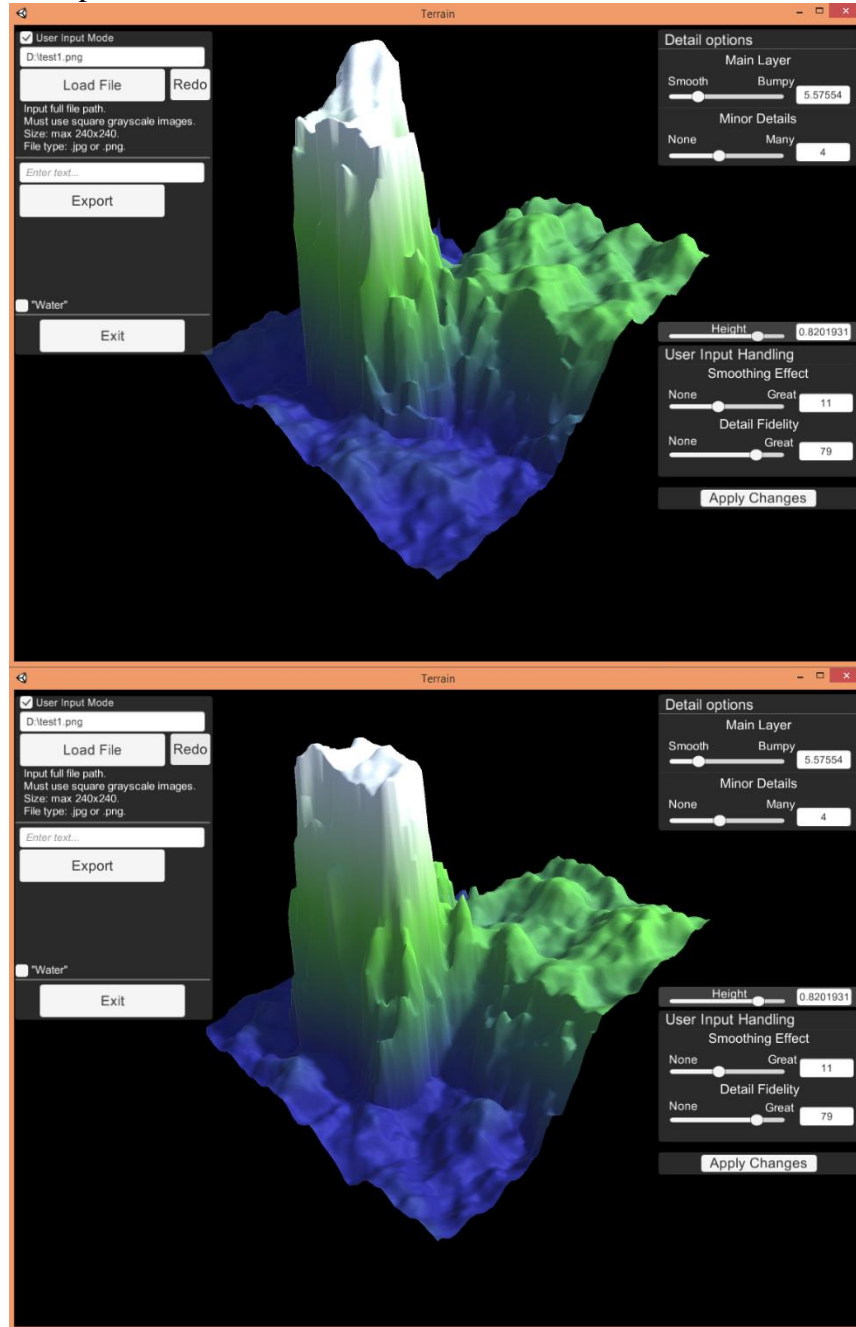 Terrain
User Input Mode
D:\test1.png
Load File
Redo
Input full file path.
Must use square grayscale images.
Size: max 240x240.
File type: .jpg or .png.
Enter text...
Export
"Water"
Exit
Detail options
Main Layer
Smooth Bumpy
5.57554
Minor Details
None Many
4
Height
0.8201931
User Input Handling
Smoothing Effect
None Great
11
Detail Fidelity
None Great
79
Apply Changes
Terrain
User Input Mode
D:\test1.png
Load File
Redo
Input full file path.
Must use square grayscale images.
Size: max 240x240.
File type: .jpg or .png.
Enter text...
Export
"Water"
Exit
Detail options
Main Layer
Smooth Bumpy
5.57554
Minor Details
None Many
4
Height
0.8201931
User Input Handling
Smoothing Effect
None Great
11
Detail Fidelity
None Great
79
Apply Changes